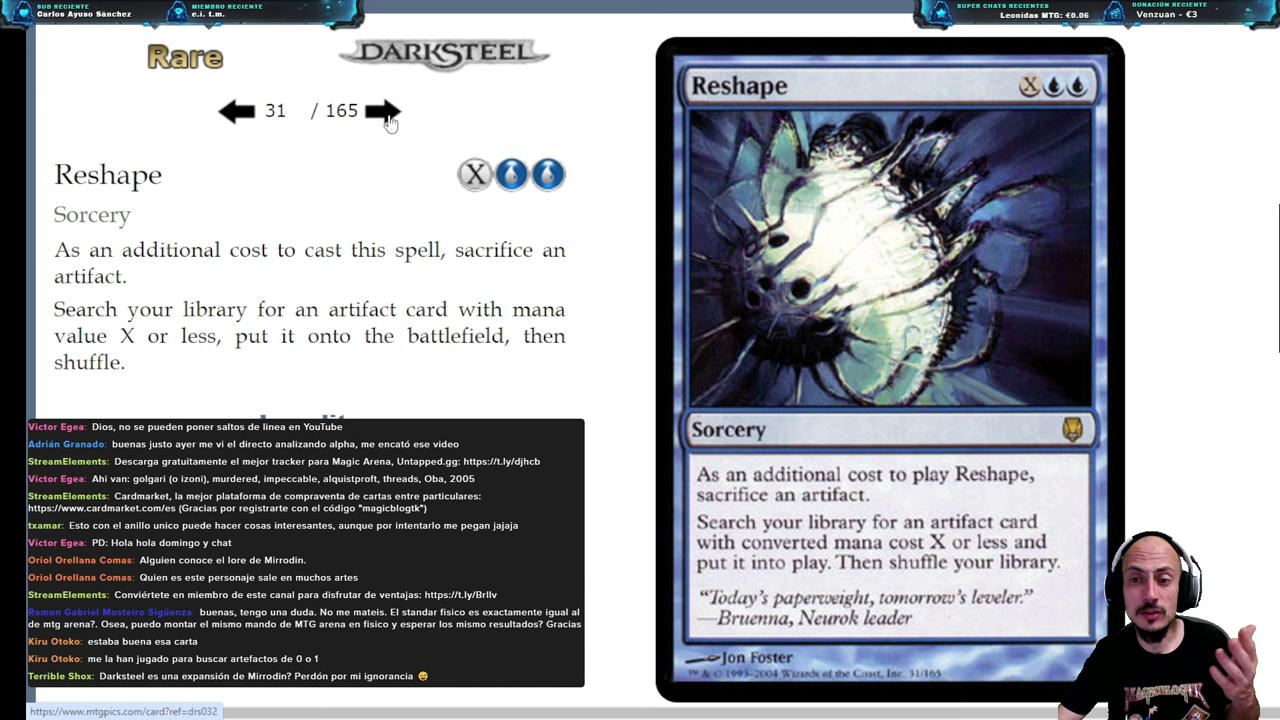 SUB RECIENTE
Carlos Ayuso Sánchez
MIEMBRO RECIENTE
e.i. t.m.
SUPER CHATS RECIENTES
Leonidas MTG: €0.06
DONACIÓN RECIENTE
Venzuan - €3
Rare
DARKSTEEL
31 / 165
Reshape
X
Sorcery
As an additional cost to cast this spell, sacrifice an
artifact.
Search your library for an artifact card with mana
value X or less, put it onto the battlefield, then
shuffle.
Victor Egea: Dios, no se pueden poner saltos de linea en YouTube
Adrián Granado: buenas justo ayer me vi el directo analizando alpha, me encató ese video
StreamElements: Descarga gratuitamente el mejor tracker para Magic Arena, Untapped.gg: https://t.ly/djhcb
Victor Egea: Ahi van: golgari (o izoni), murdered, impeccable, alquistproft, threads, Oba, 2005
StreamElements: Cardmarket, la mejor plataforma de compraventa de cartas entre particulares:
https://www.cardmarket.com/es (Gracias por registrarte con el código "magicblogtk")
txamar: Esto con el anillo unico puede hacer cosas interesantes, aunque por intentarlo me pegan jajaja
Victor Egea: PD: Hola hola domingo y chat
Oriol Orellana Comas: Alguien conoce el lore de Mirrodin.
Oriol Orellana Comas: Quien es este personaje sale en muchos artes
StreamElements: Conviértete en miembro de este canal para disfrutar de ventajas: https://t.ly/BrIlv
Ramon Gabriel Mosteiro Sigüenza: buenas, tengo una duda. No me mateis. El standar fisico es exactamente igual al
de mtg arena?. Osea, puedo montar el mismo mando de MTG arena en fisico y esperar los mismo resultados? Gracias
Kiru Otoko: estaba buena esa carta
Kiru Otoko: me la han jugado para buscar artefactos de 0 o 1
Terrible Shox: Darksteel es una expansión de Mirrodin? Perdón por mi ignorancia 😅
https://www.mtgpics.com/card?ref=drs032
Reshape
X
Sorcery
As an additional cost to play Reshape,
sacrifice an artifact.
Search your library for an artifact card
with converted mana cost X or less and
put it into play. Then shuffle your library.
"Today's paperweight, tomorrow's leveler."
—Bruenna, Neurok leader
Jon Foster
™ & © 1993-2004 Wizards of the Coast, Inc. 31/165